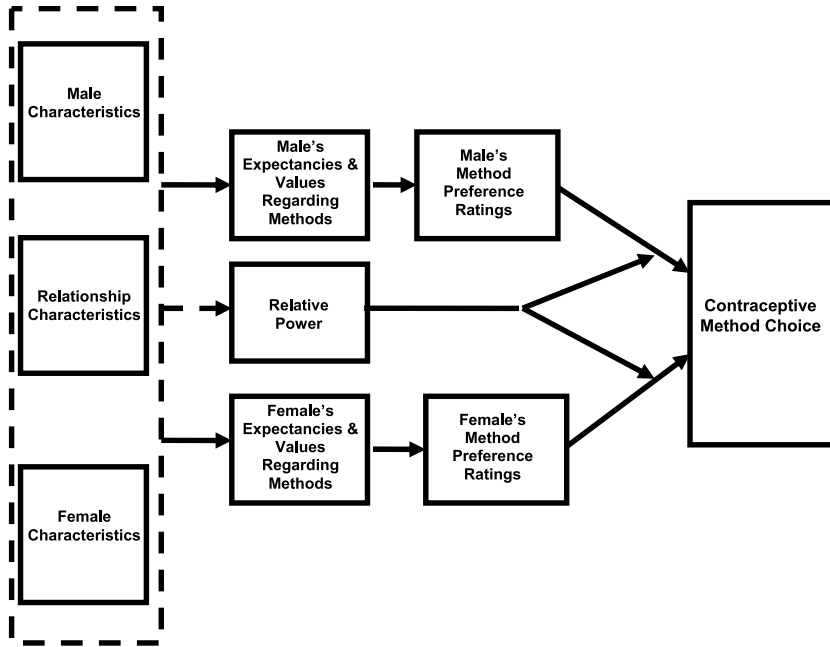 Male
Characteristics
Relationship
Characteristics
Female
Characteristics
Male's
Expectancies &
Values
Regarding
Methods
Male's
Method
Preference
Ratings
Relative
Power
Female's
Expectancies &
Values
Regarding
Methods
Female's
Method
Preference
Ratings
Contraceptive
Method Choice